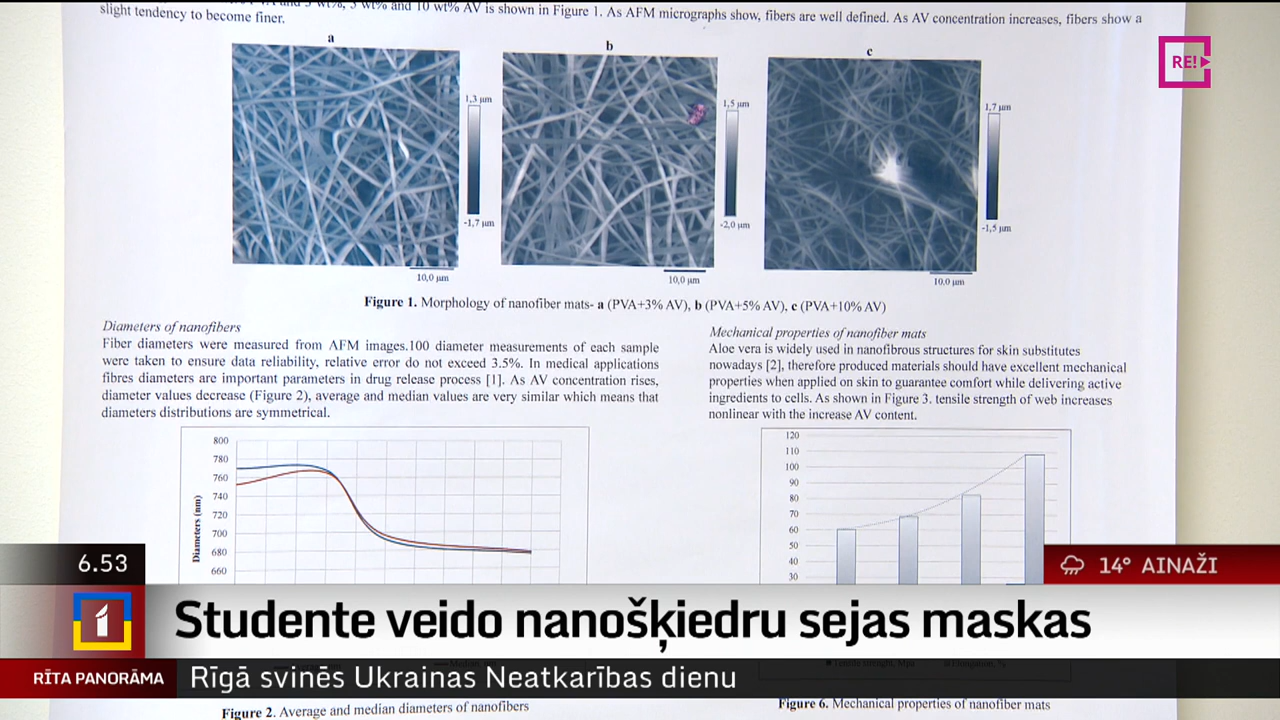 3 wt%, 5 wt% and 10 wt% AV is shown in Figure 1. As AFM micrographs show, fibers are well defined. As AV concentration increases, fibers show a
slight tendency to become finer.
a
b
c
RE!
1,3 µm
-1,7 µm
10,0 µm
1,5 µm
-2,0 µm
10,0 µm
1,7 µm
-1,5 µm
10,0 µm
Figure 1. Morphology of nanofiber mats- a (PVA+3% AV), b (PVA+5% AV), c (PVA+10% AV)
Diameters of nanofibers
Fiber diameters were measured from AFM images.100 diameter measurements of each sample
were taken to ensure data reliability, relative error do not exceed 3.5%. In medical applications
fibres diameters are important parameters in drug release process [1]. As AV concentration rises,
diameter values decrease (Figure 2), average and median values are very similar which means that
diameters distributions are symmetrical.
Mechanical properties of nanofiber mats
Aloe vera is widely used in nanofibrous structures for skin substitutes
nowadays [2], therefore produced materials should have excellent mechanical
properties when applied on skin to guarantee comfort while delivering active
ingredients to cells. As shown in Figure 3. tensile strength of web increases
nonlinear with the increase AV content.
800
780
760
740
720
700
680
660
Diameters (nm)
120
110
100
90
80
70
60
50
40
30
6.53
14° AINAŽI
1
Studente veido nanošķiedru sejas maskas
RĪTA PANORĀMA
Rīgā svinēs Ukrainas Neatkarības dienu
Figure 2. Average and median diameters of nanofibers
Figure 6. Mechanical properties of nanofiber mats